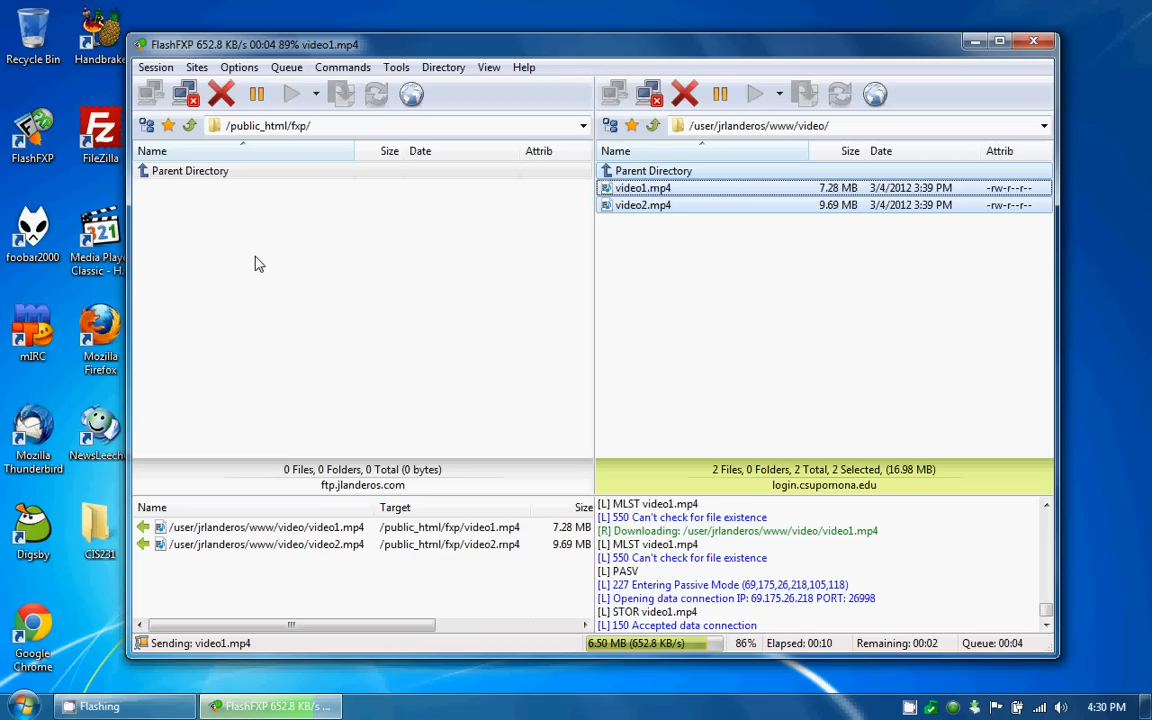 Recycle Bin
Handbrake
FlashFXP
FileZilla
foobar2000
Media Play...
Classic - H...
mIRC
Mozilla
Firefox
Mozilla
Thunderbird
NewsLeech
Digsby
CIS231
Google
Chrome
FlashFXP 652.8 KB/s 00:04 89% video1.mp4
Session Sites Options Queue Commands Tools Directory View Help
/public_html/fxp/
Name Size Date Attrib
Parent Directory
0 Files, 0 Folders, 0 Total (0 bytes)
ftp.jlanderos.com
/user/jrlanderos/www/video/
Name Size Date Attrib
Parent Directory
video1.mp4 7.28 MB 3/4/2012 3:39 PM -rw-r--r--
video2.mp4 9.69 MB 3/4/2012 3:39 PM -rw-r--r--
2 Files, 0 Folders, 2 Total, 2 Selected, (16.98 MB)
login.csupomona.edu
Name Target Size
/user/jrlanderos/www/video/video1.mp4 /public_html/fxp/video1.mp4 7.28 MB
/user/jrlanderos/www/video/video2.mp4 /public_html/fxp/video2.mp4 9.69 MB
[L] MLST video1.mp4
[L] 550 Can't check for file existence
[R] Downloading: /user/jrlanderos/www/video/video1.mp4
[L] MLST video1.mp4
[L] 550 Can't check for file existence
[L] PASV
[L] 227 Entering Passive Mode (69,175,26,218,105,118)
[L] Opening data connection IP: 69.175.26.218 PORT: 26998
[L] STOR video1.mp4
[L] 150 Accepted data connection
Sending: video1.mp4 6.50 MB (652.8 KB/s) 86% Elapsed: 00:10 Remaining: 00:02 Queue: 00:04
Flashing FlashFXP 652.8 KB/s ... 4:30 PM